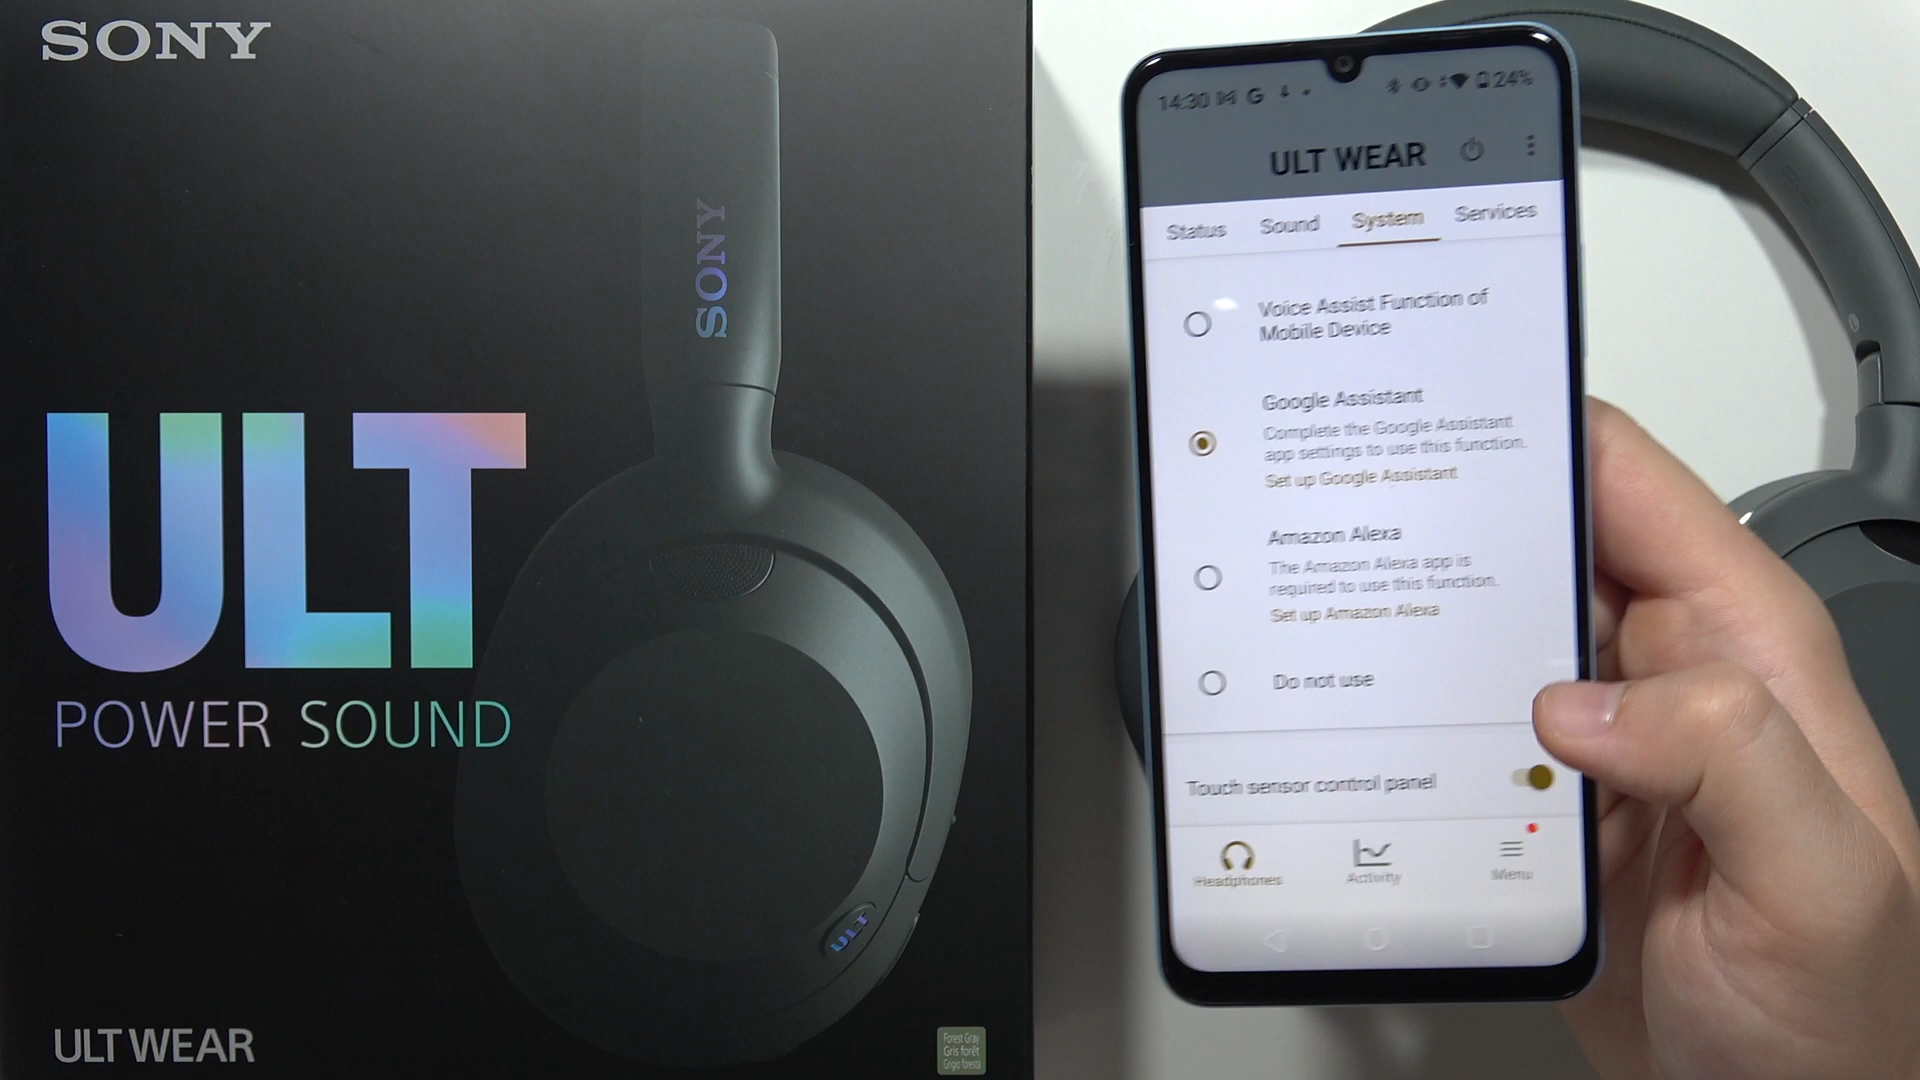 SONY
SONY
ULT
POWER SOUND
ULT
ULT WEAR
Forest Gray
Gris forêt
Grigio foresta
14:30 M G 24%
ULT WEAR
Status Sound System Services
Voice Assist Function of
Mobile Device
Google Assistant
Complete the Google Assistant
app settings to use this function.
Set up Google Assistant
Amazon Alexa
The Amazon Alexa app is
required to use this function.
Set up Amazon Alexa
Do not use
Touch sensor control panel
Headphones Activity Menu
L